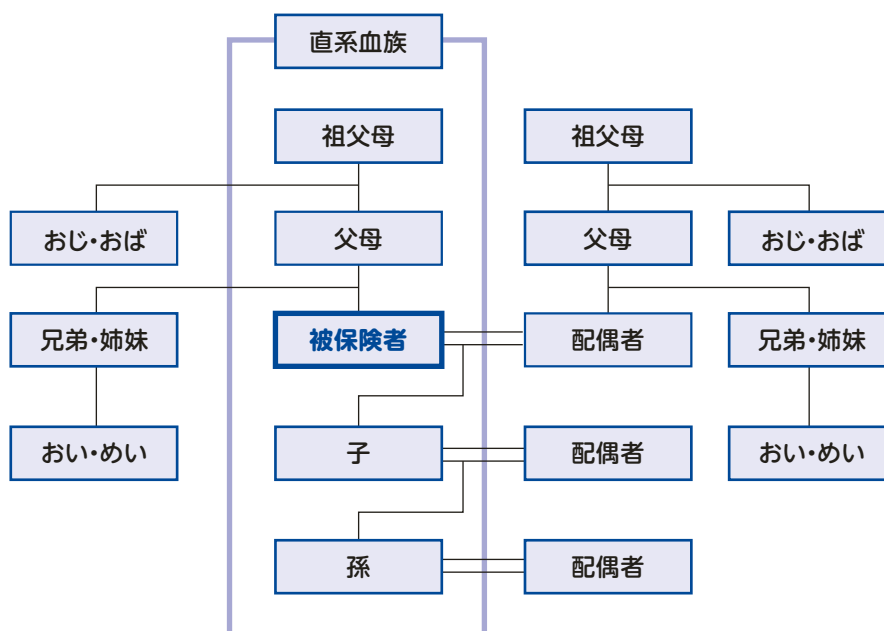 直系血族
祖父母
祖父母
おじ・おば
父母
父母
おじ・おば
兄弟・姉妹
被保険者
配偶者
兄弟・姉妹
おい・めい
子
配偶者
おい・めい
孫
配偶者